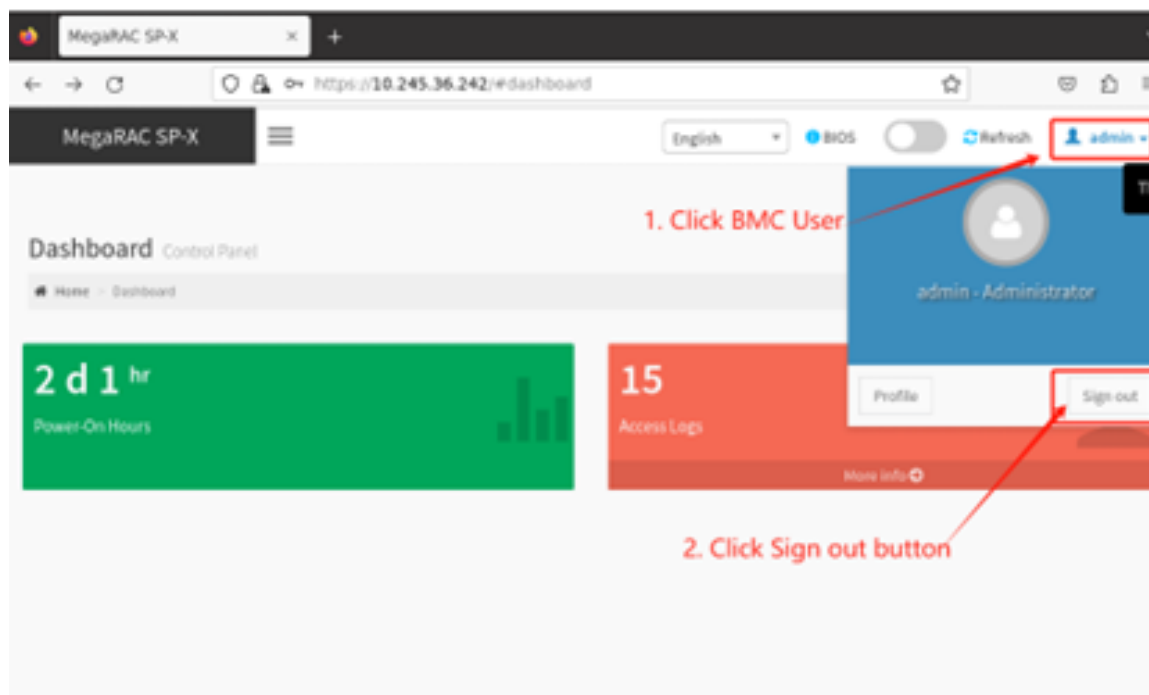 MegaRAC SP-X
https://10.245.36.242/#dashboard
MegaRAC SP-X
English
BIOS
Refresh
admin
1. Click BMC User
Dashboard Control Panel
admin - Administrator
Home > Dashboard
2 d 1 hr
Power-On Hours
15
Access Logs
Profile
Sign out
More info
2. Click Sign out button